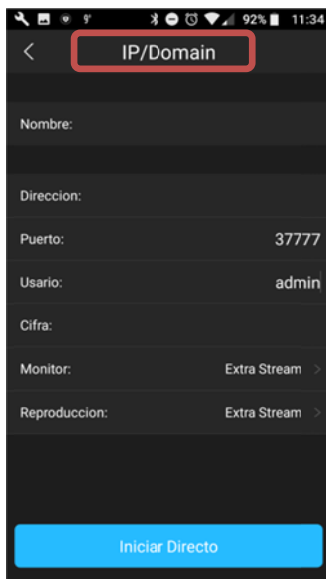 92% 11:34
IP/Domain
Nombre:
Direccion:
Puerto: 37777
Usario: admin
Cifra:
Monitor: Extra Stream
Reproduccion: Extra Stream
Iniciar Directo